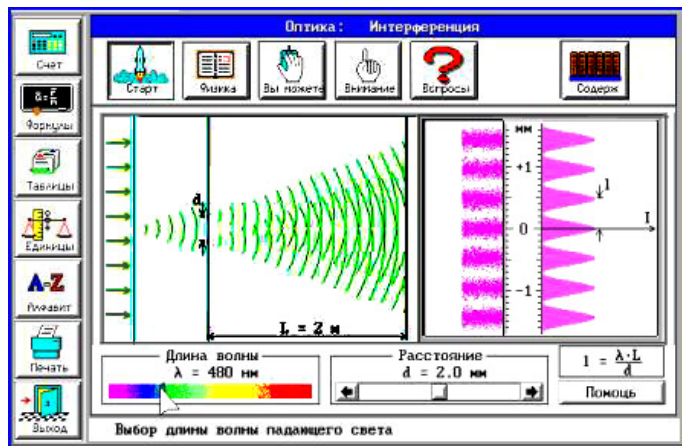 Оптика: Интерференция
Старт
Физика
Вы можете
Внимание
Вопросы
Содерж
Счет
Формулы
Таблицы
Единицы
A-Z
Алфавит
Печать
Выход
d
L = 2 м
мм
+1
0
-1
l
I
Длина волны
λ = 480 нм
Расстояние
d = 2.0 мм
l = λ·L
d
Помощь
Выбор длины волны падающего света